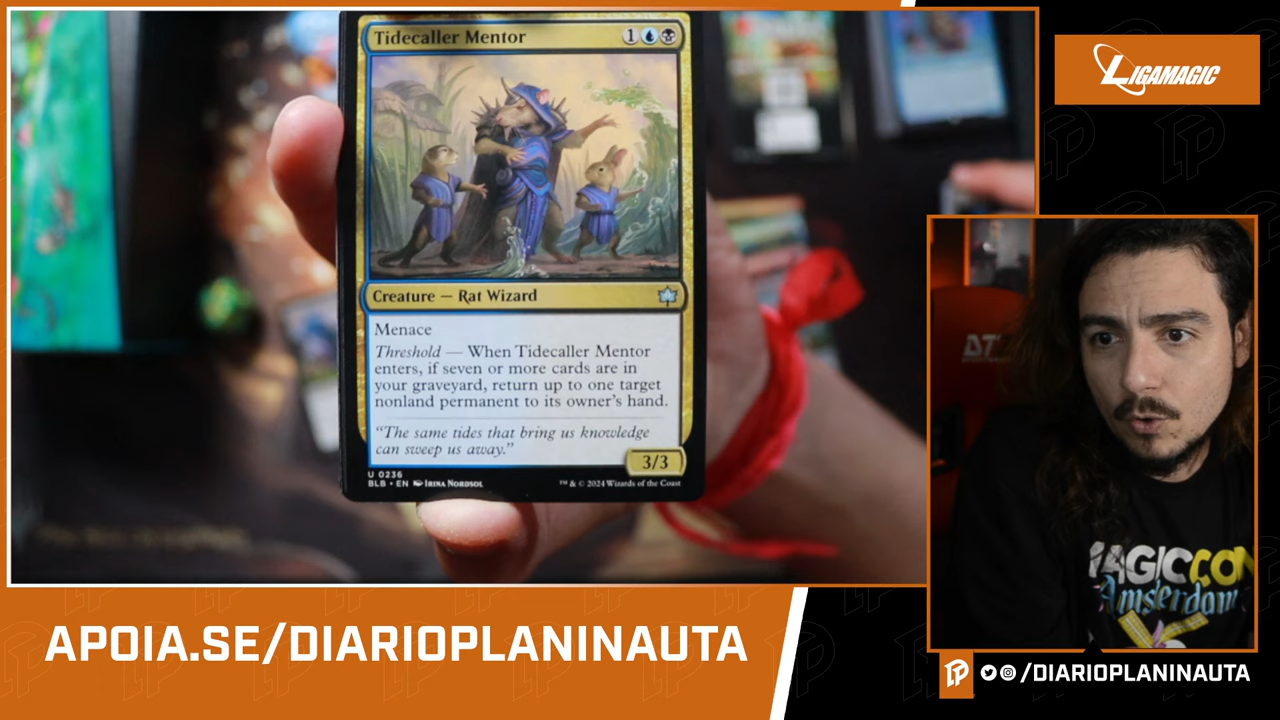 Tidecaller Mentor
1
Creature — Rat Wizard
Menace
Threshold — When Tidecaller Mentor
enters, if seven or more cards are in
your graveyard, return up to one target
nonland permanent to its owner's hand.
"The same tides that bring us knowledge
can sweep us away."
3/3
U 0236
BLB • EN Irina Nordsol
™ & © 2024 Wizards of the Coast
LIGAMAGIC
MAGICCON
Amsterdam
APOIA.SE/DIARIOPLANINAUTA
/DIARIOPLANINAUTA